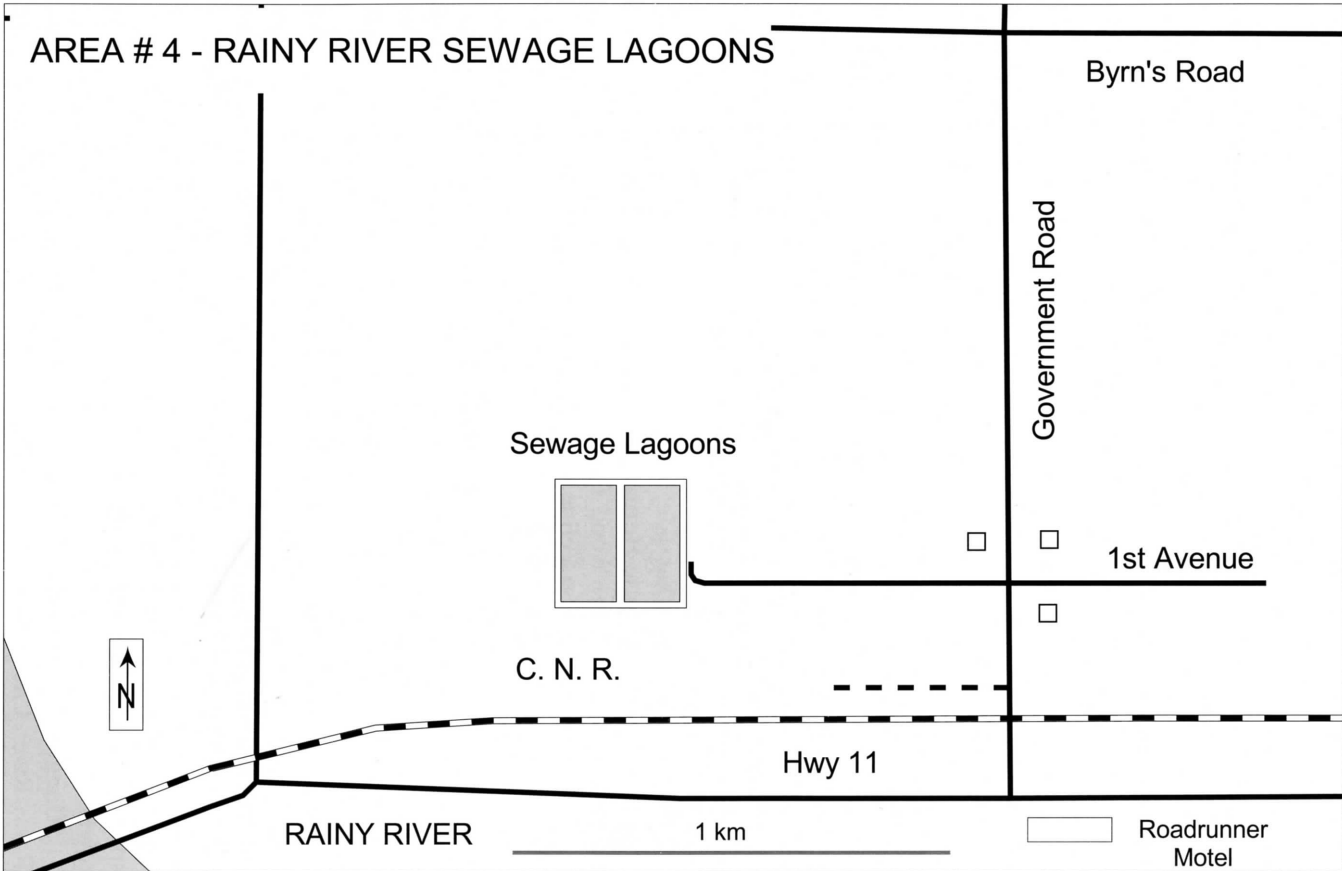 AREA # 4 - RAINY RIVER SEWAGE LAGOONS
Byrn's Road
Government Road
Sewage Lagoons
1st Avenue
N
C. N. R.
Hwy 11
RAINY RIVER
1 km
Roadrunner
Motel